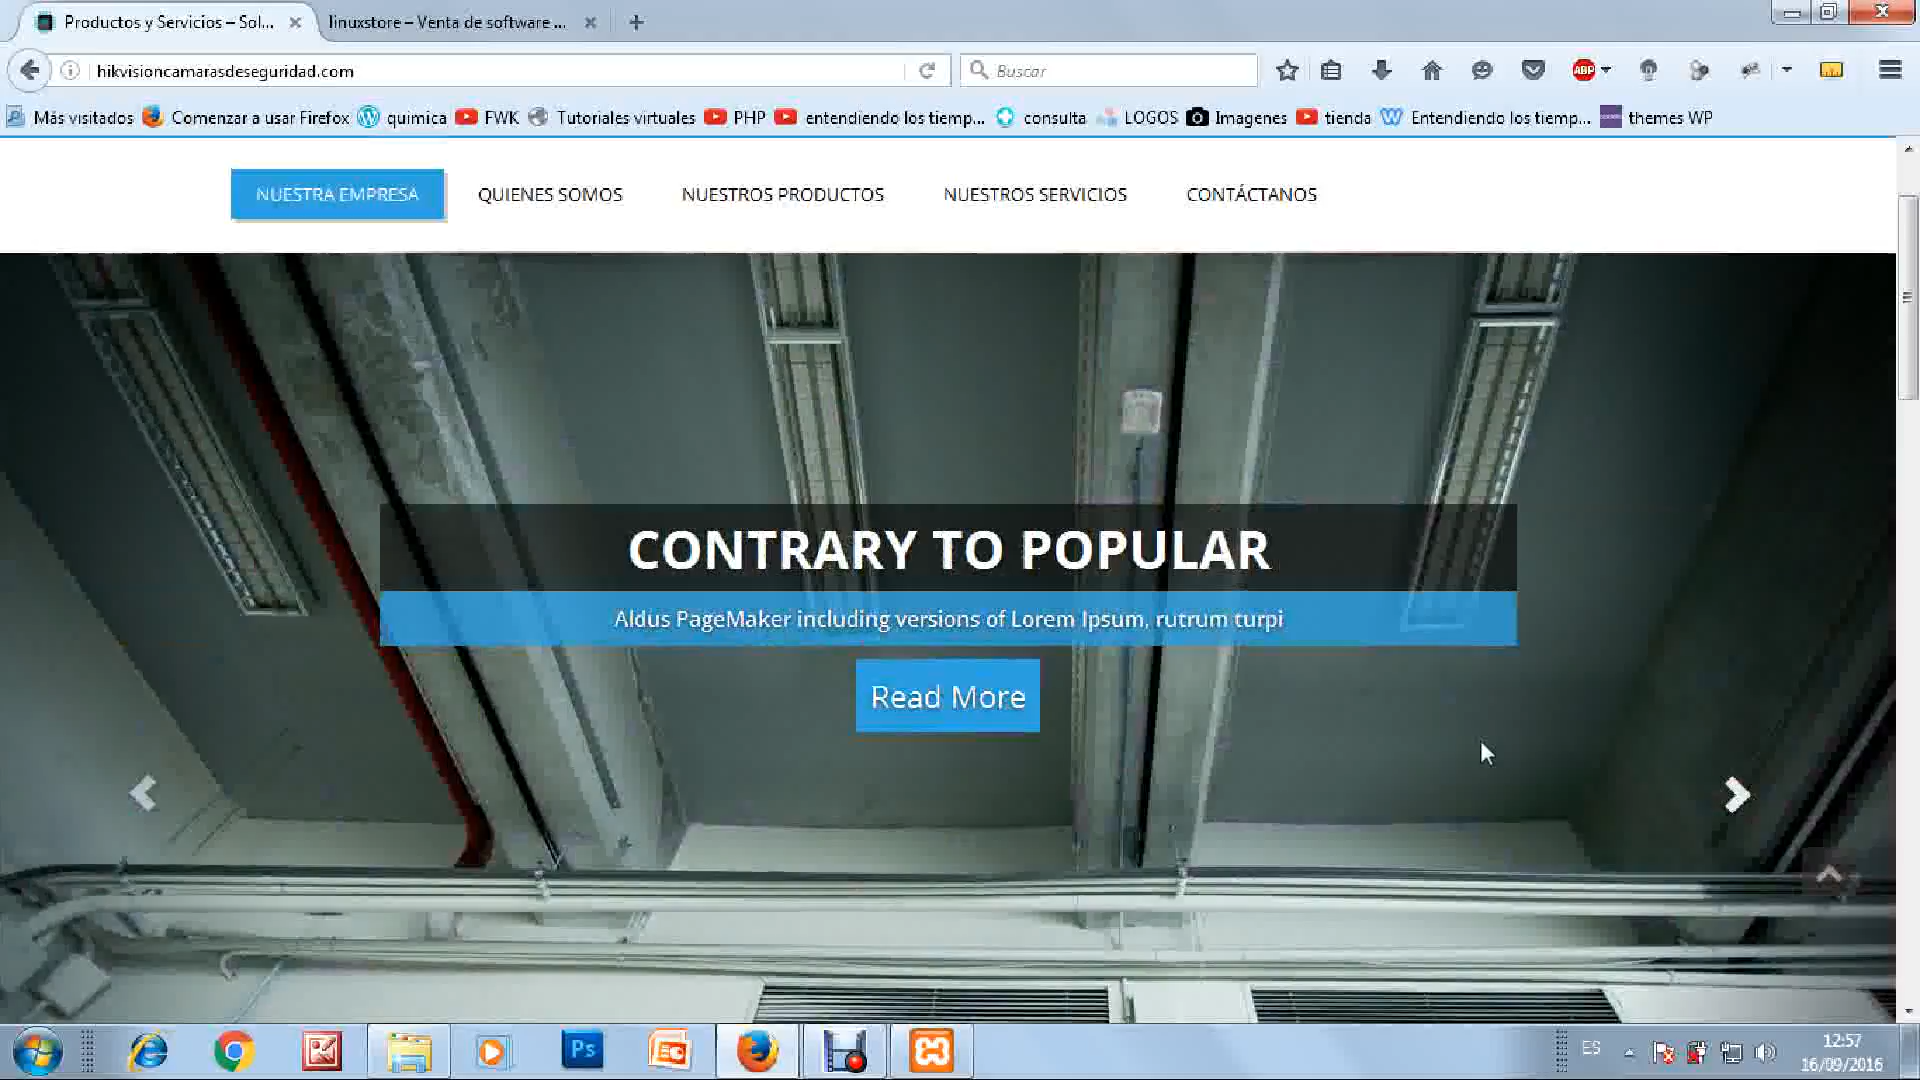 Productos y Servicios – Sol...
linuxstore – Venta de software ...
hikvisioncamarasdeseguridad.com
Buscar
ABP
Más visitados
Comenzar a usar Firefox
quimica
FWK
Tutoriales virtuales
PHP
entendiendo los tiemp...
consulta
LOGOS
Imagenes
tienda
Entendiendo los tiemp...
themes WP
NUESTRA EMPRESA
QUIENES SOMOS
NUESTROS PRODUCTOS
NUESTROS SERVICIOS
CONTÁCTANOS
CONTRARY TO POPULAR
Aldus PageMaker including versions of Lorem Ipsum, rutrum turpi
Read More
Ps
ES
12:57
16/09/2016